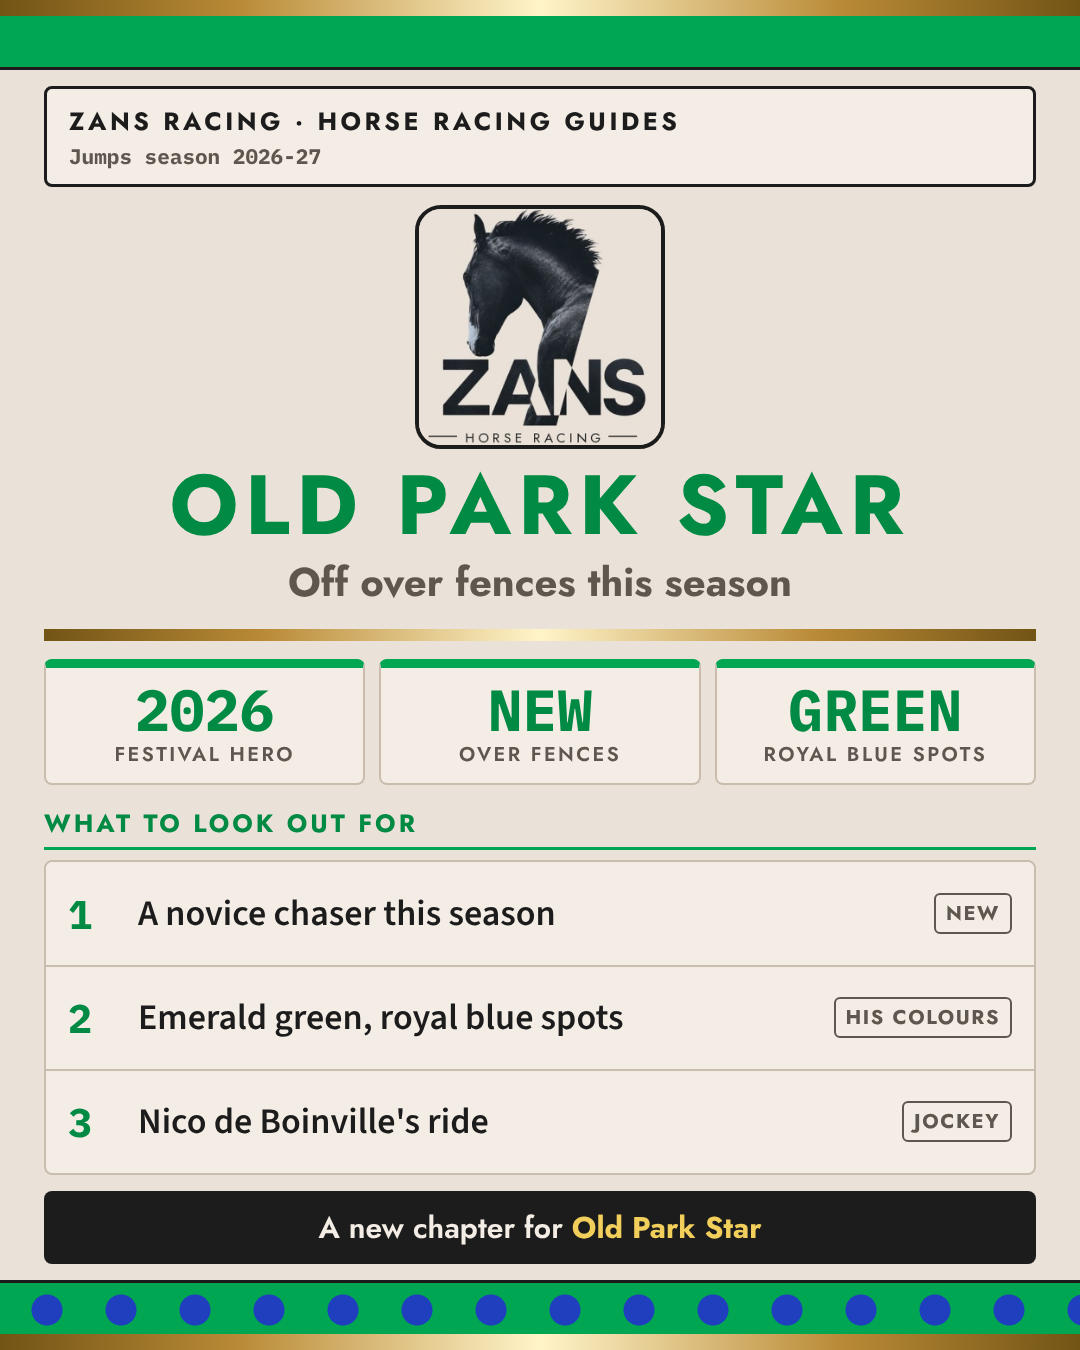 ZANS RACING · HORSE RACING GUIDES
Jumps season 2026-27
ZANS
HORSE RACING
OLD PARK STAR
Off over fences this season
2026
FESTIVAL HERO
NEW
OVER FENCES
GREEN
ROYAL BLUE SPOTS
WHAT TO LOOK OUT FOR
1 A novice chaser this season NEW
2 Emerald green, royal blue spots HIS COLOURS
3 Nico de Boinville's ride JOCKEY
A new chapter for Old Park Star